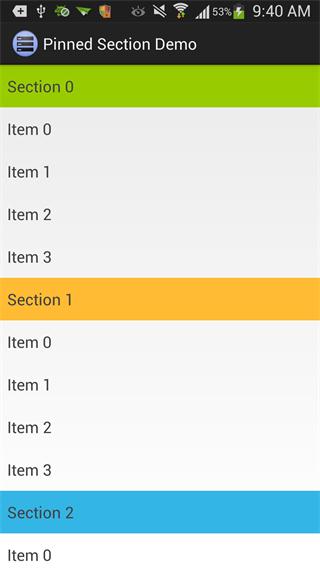 53% 9:40 AM
Pinned Section Demo
Section 0
Item 0
Item 1
Item 2
Item 3
Section 1
Item 0
Item 1
Item 2
Item 3
Section 2
Item 0